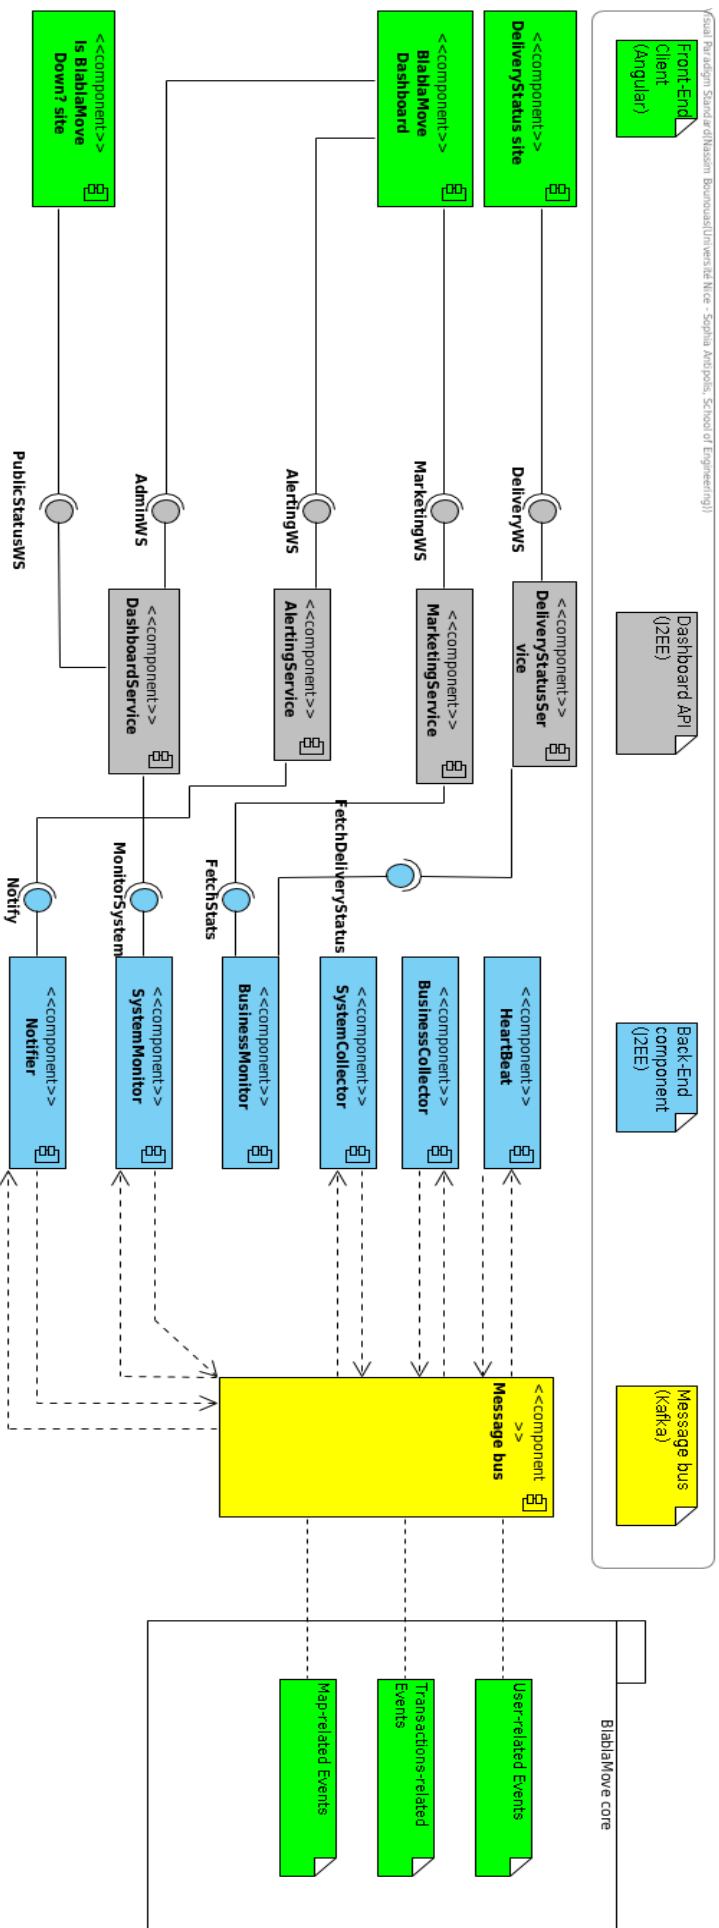 Visual Paradigm Standard(Nassim Bounouas(Université Nice - Sophia Antipolis, School of Engineering))
Front-End
Client
(Angular)
Dashboard API
(J2EE)
Back-End
component
(J2EE)
Message bus
(Kafka)
<<component>>
DeliveryStatus site
DeliveryWS
<<component>>
DeliveryStatusSer
vice
<<component>>
BlablaMove
Dashboard
MarketingWS
<<component>>
MarketingService
AlertingWS
<<component>>
AlertingService
AdminWS
<<component>>
DashboardService
<<component>>
Is BlablaMove
Down? site
PublicStatusWS
FetchDeliveryStatus
FetchStats
MonitorSystem
Notify
<<component>>
HeartBeat
<<component>>
BusinessCollector
<<component>>
SystemCollector
<<component>>
BusinessMonitor
<<component>>
SystemMonitor
<<component>>
Notifier
<<component
>>
Message bus
BlablaMove core
User-related Events
Transactions-related
Events
Map-related Events